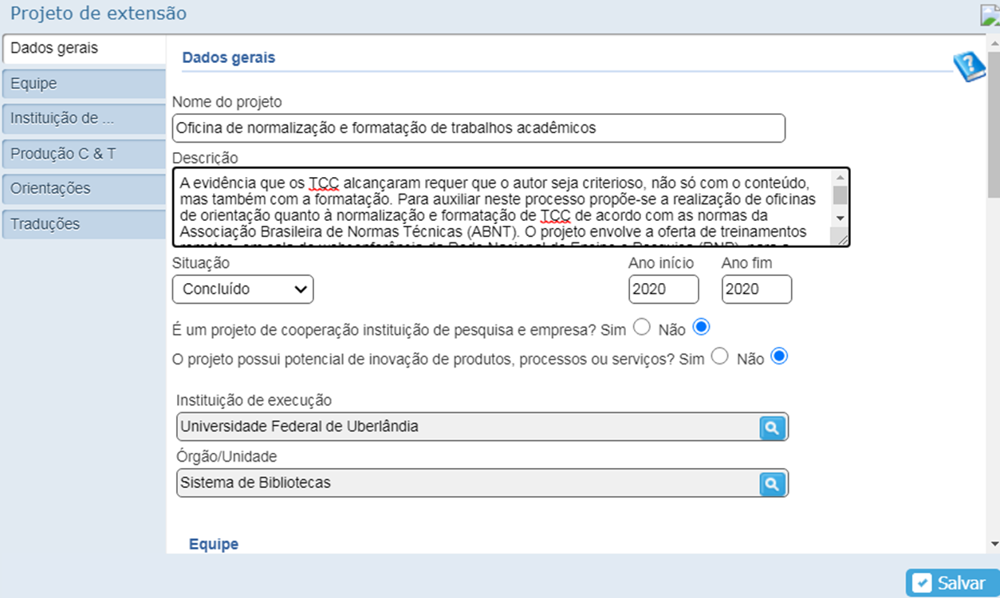 Projeto de extensão
Dados gerais
Equipe
Instituição de ...
Produção C & T
Orientações
Traduções
Dados gerais
Nome do projeto
Oficina de normalização e formatação de trabalhos acadêmicos
Descrição
A evidência que os TCC alcançaram requer que o autor seja criterioso, não só com o conteúdo,
mas também com a formatação. Para auxiliar neste processo propõe-se a realização de oficinas
de orientação quanto à normalização e formatação de TCC de acordo com as normas da
Associação Brasileira de Normas Técnicas (ABNT). O projeto envolve a oferta de treinamentos
Situação
Concluído
Ano início
2020
Ano fim
2020
É um projeto de cooperação instituição de pesquisa e empresa? Sim Não
O projeto possui potencial de inovação de produtos, processos ou serviços? Sim Não
Instituição de execução
Universidade Federal de Uberlândia
Órgão/Unidade
Sistema de Bibliotecas
Equipe
Salvar